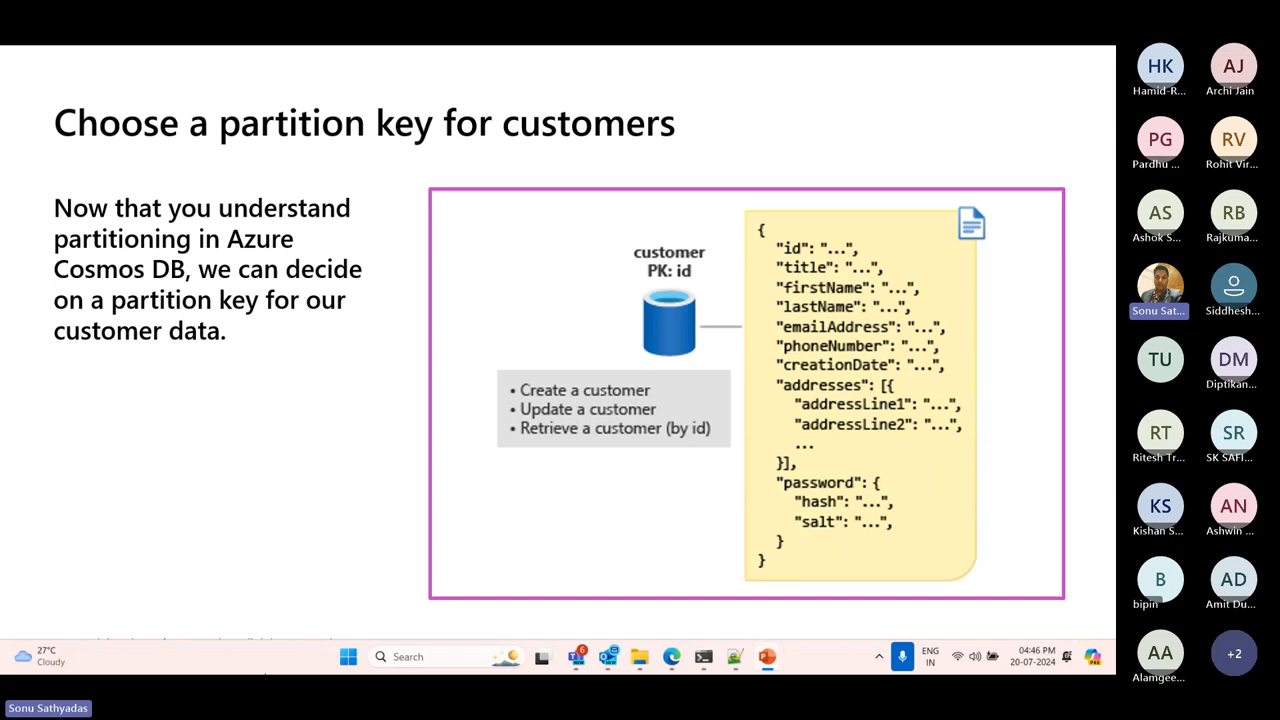 Choose a partition key for customers
Now that you understand
partitioning in Azure
Cosmos DB, we can decide
on a partition key for our
customer data.
customer
PK: id
• Create a customer
• Update a customer
• Retrieve a customer (by id)
{
"id": "...",
"title": "...",
"firstName": "...",
"lastName": "...",
"emailAddress": "...",
"phoneNumber": "...",
"creationDate": "...",
"addresses": [{
"addressLine1": "...",
"addressLine2": "...",
...
}],
"password": {
"hash": "...",
"salt": "...",
}
}
HK
Hamid-R...
AJ
Archi Jain
PG
Pardhu ...
RV
Rohit Vir...
AS
Ashok S...
RB
Rajkuma...
Sonu Sat...
Siddhesh...
TU
DM
Diptikan...
RT
Ritesh Tr...
SR
SK SAFI...
KS
Kishan S...
AN
Ashwin ...
B
bipin
AD
Amit Du...
AA
Alamgee...
+2
27°C
Cloudy
Search
6
NEW
NEW
ENG
IN
04:46 PM
20-07-2024
PRE
Sonu Sathyadas